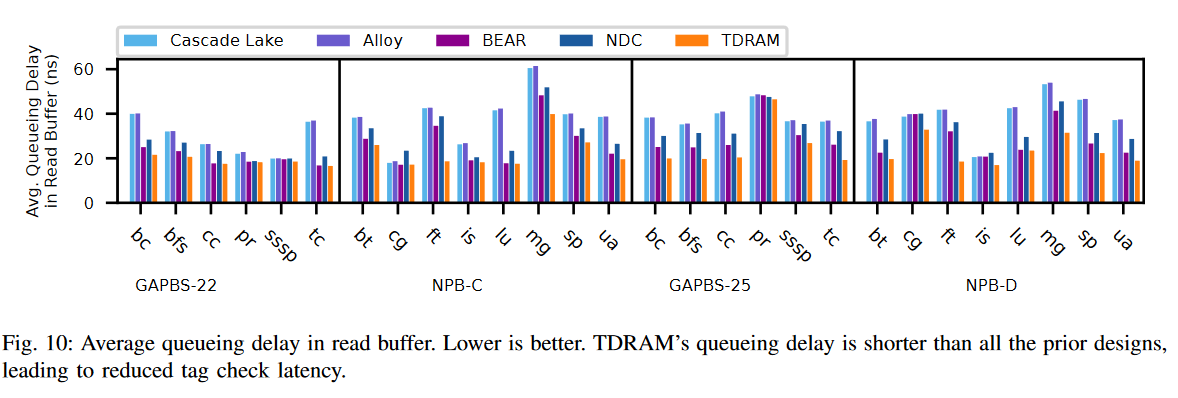 Cascade Lake Alloy BEAR NDC TDRAM
Avg. Queueing Delay
in Read Buffer (ns)
60
40
20
0
bc bfs cc pr sssp tc bt cg ft is lu mg sp ua bc bfs cc pr sssp tc bt cg ft is lu mg sp ua
GAPBS-22 NPB-C GAPBS-25 NPB-D
Fig. 10: Average queueing delay in read buffer. Lower is better. TDRAM's queueing delay is shorter than all the prior designs,
leading to reduced tag check latency.